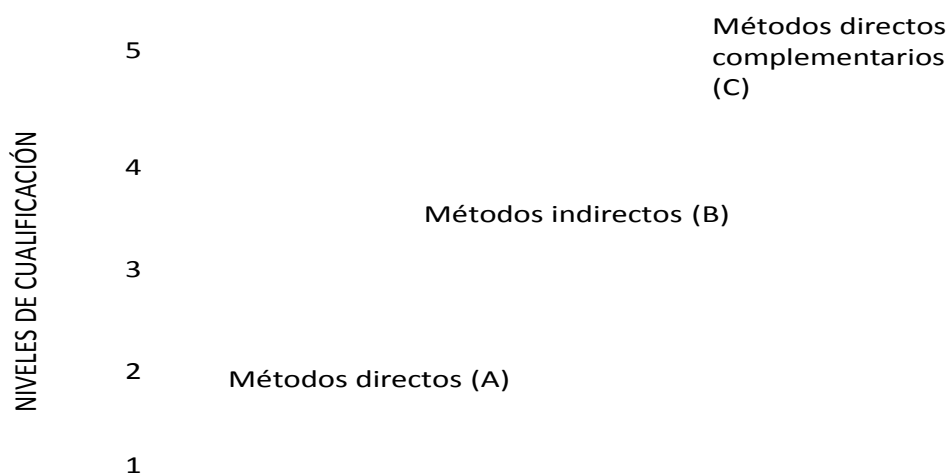 Métodos directos
complementarios
(C)
5
4
Métodos indirectos (B)
3
2
Métodos directos (A)
1
NIVELES DE CUALIFICACIÓN